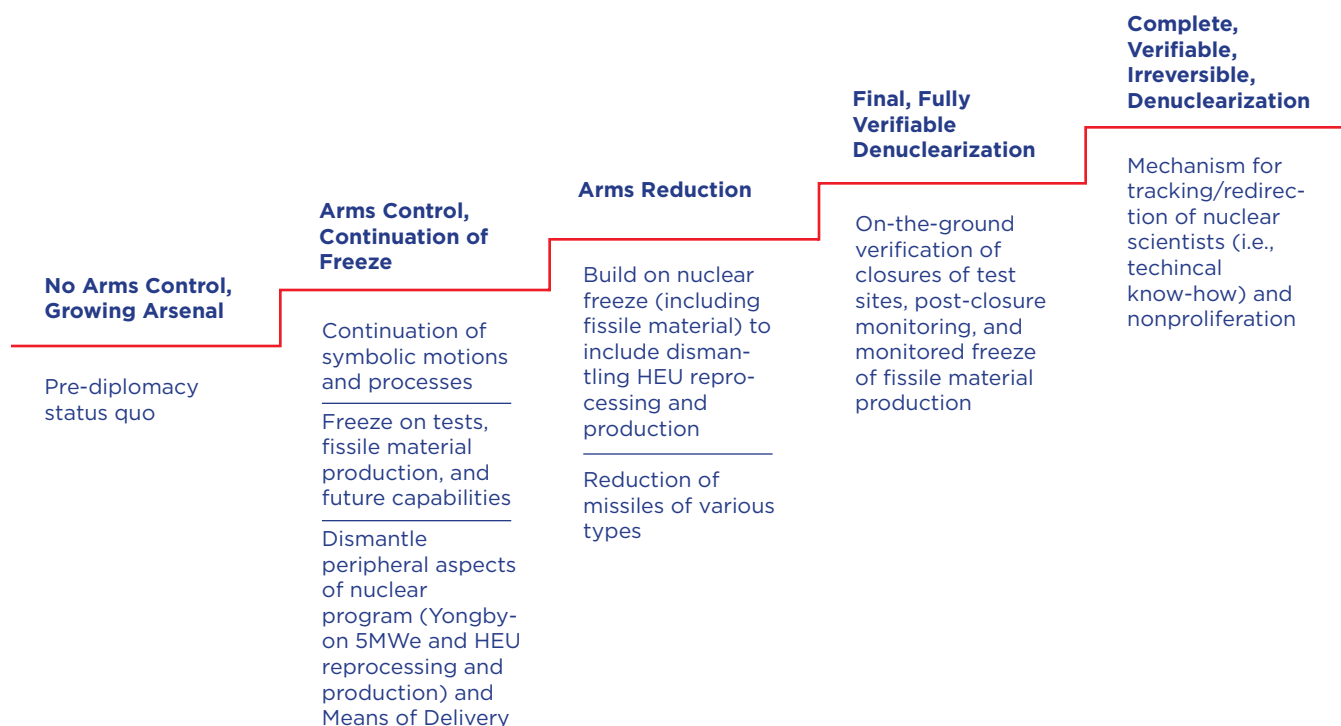 No Arms Control,
Growing Arsenal
Pre-diplomacy
status quo
Arms Control,
Continuation of
Freeze
Continuation of
symbolic motions
and processes
Freeze on tests,
fissile material
production, and
future capabilities
Dismantle
peripheral aspects
of nuclear
program (Yongby-
on 5MWe and HEU
reprocessing and
production) and
Means of Delivery
Arms Reduction
Build on nuclear
freeze (including
fissile material) to
include disman-
tling HEU repro-
cessing and
production
Reduction of
missiles of various
types
Final, Fully
Verifiable
Denuclearization
On-the-ground
verification of
closures of test
sites, post-closure
monitoring, and
monitored freeze
of fissile material
production
Complete,
Verifiable,
Irreversible,
Denuclearization
Mechanism for
tracking/redirec-
tion of nuclear
scientists (i.e.,
techincal
know-how) and
nonproliferation